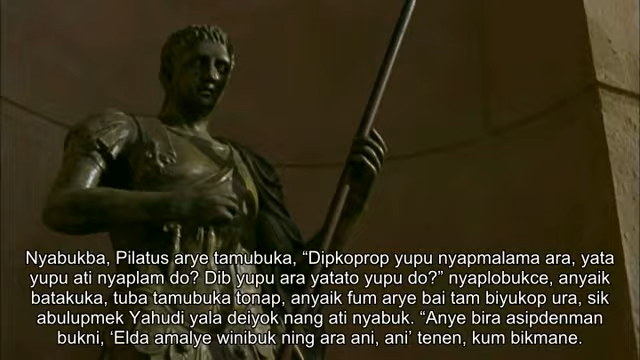 Nyabukba, Pilatus arye tamubuka, “Dipkoprop yupu nyapmalama ara, yata
yupu ati nyaplam do? Dib yupu ara yatato yupu do?” nyaplobukce, anyaik
batakuka, tuba tamubuka tonap, anyaik fum arye bai tam biyukop ura, sik
abulupmek Yahudi yala deiyok nang ati nyabuk. “Anye bira asipdenman
bukni, ‘Elda amalye winibuk ning ara ani, ani’ tenen, kum bikmane.